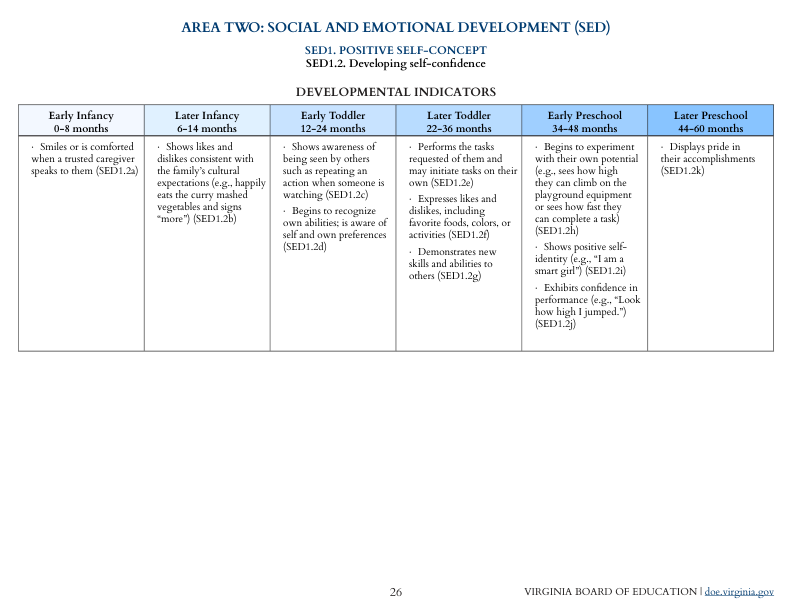 AREA TWO: SOCIAL AND EMOTIONAL DEVELOPMENT (SED)
SED1. POSITIVE SELF-CONCEPT
SED1.2. Developing self-confidence
DEVELOPMENTAL INDICATORS
Early Infancy
0–8 months
· Smiles or is comforted
when a trusted caregiver
speaks to them (SED1.2a)
Later Infancy
6–14 months
· Shows likes and
dislikes consistent with
the family's cultural
expectations (e.g., happily
eats the curry mashed
vegetables and signs
“more”) (SED1.2b)
Early Toddler
12–24 months
· Shows awareness of
being seen by others
such as repeating an
action when someone is
watching (SED1.2c)
· Begins to recognize
own abilities; is aware of
self and own preferences
(SED1.2d)
Later Toddler
22–36 months
· Performs the tasks
requested of them and
may initiate tasks on their
own (SED1.2e)
· Expresses likes and
dislikes, including
favorite foods, colors, or
activities (SED1.2f)
· Demonstrates new
skills and abilities to
others (SED1.2g)
Early Preschool
34–48 months
· Begins to experiment
with their own potential
(e.g., sees how high
they can climb on the
playground equipment
or sees how fast they
can complete a task)
(SED1.2h)
· Shows positive self-
identity (e.g., “I am a
smart girl”) (SED1.2i)
· Exhibits confidence in
performance (e.g., “Look
how high I jumped.”)
(SED1.2j)
Later Preschool
44–60 months
· Displays pride in
their accomplishments
(SED1.2k)
26
VIRGINIA BOARD OF EDUCATION | doe.virginia.gov